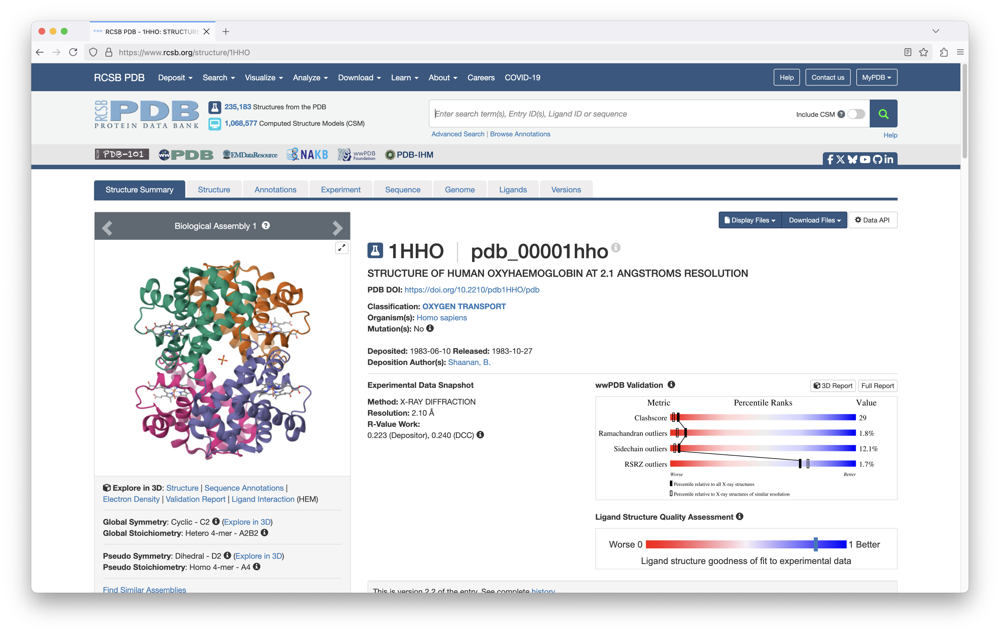 PDB RCSB PDB - 1HHO: STRUCTURE
https://www.rcsb.org/structure/1HHO
RCSB PDB Deposit Search Visualize Analyze Download Learn About Careers COVID-19 Help Contact us MyPDB
RCSB PDB
PROTEIN DATA BANK
235,183 Structures from the PDB
1,068,577 Computed Structure Models (CSM)
Enter search term(s), Entry ID(s), Ligand ID or sequence Include CSM ?
Advanced Search | Browse Annotations Help
RCSB PDB-101 wwPDB EMDataResource NAKB wwPDB Foundation PDB-IHM
Structure Summary Structure Annotations Experiment Sequence Genome Ligands Versions
Biological Assembly 1 ?
Display Files Download Files Data API
1HHO | pdb_00001hho
STRUCTURE OF HUMAN OXYHAEMOGLOBIN AT 2.1 ANGSTROMS RESOLUTION
PDB DOI: https://doi.org/10.2210/pdb1HHO/pdb
Classification: OXYGEN TRANSPORT
Organism(s): Homo sapiens
Mutation(s): No
Deposited: 1983-06-10 Released: 1983-10-27
Deposition Author(s): Shaanan, B.
Experimental Data Snapshot
Method: X-RAY DIFFRACTION
Resolution: 2.10 Å
R-Value Work:
0.223 (Depositor), 0.240 (DCC)
wwPDB Validation 3D Report Full Report
Metric Percentile Ranks Value
Clashscore 29
Ramachandran outliers 1.8%
Sidechain outliers 12.1%
RSRZ outliers 1.7%
Worse Better
Percentile relative to all X-ray structures
Percentile relative to X-ray structures of similar resolution
Ligand Structure Quality Assessment
Worse 0 1 Better
Ligand structure goodness of fit to experimental data
Explore in 3D: Structure | Sequence Annotations |
Electron Density | Validation Report | Ligand Interaction (HEM)
Global Symmetry: Cyclic - C2 (Explore in 3D)
Global Stoichiometry: Hetero 4-mer - A2B2
Pseudo Symmetry: Dihedral - D2 (Explore in 3D)
Pseudo Stoichiometry: Homo 4-mer - A4
Find Similar Assemblies
This is version 2.2 of the entry. See complete history